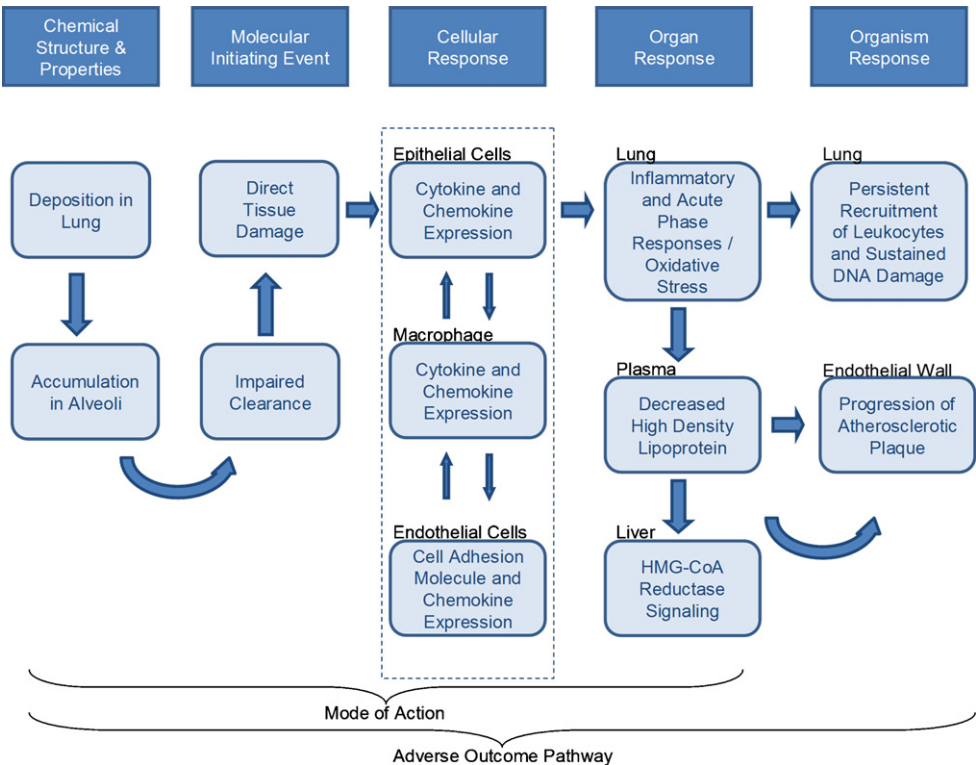 Chemical
Structure &
Properties
Molecular
Initiating Event
Cellular
Response
Organ
Response
Organism
Response
Deposition in
Lung
Accumulation
in Alveoli
Direct
Tissue
Damage
Impaired
Clearance
Epithelial Cells
Cytokine and
Chemokine
Expression
Macrophage
Cytokine and
Chemokine
Expression
Endothelial Cells
Cell Adhesion
Molecule and
Chemokine
Expression
Lung
Inflammatory
and Acute
Phase
Responses /
Oxidative
Stress
Plasma
Decreased
High Density
Lipoprotein
Liver
HMG-CoA
Reductase
Signaling
Lung
Persistent
Recruitment
of Leukocytes
and Sustained
DNA Damage
Endothelial Wall
Progression of
Atherosclerotic
Plaque
Mode of Action
Adverse Outcome Pathway